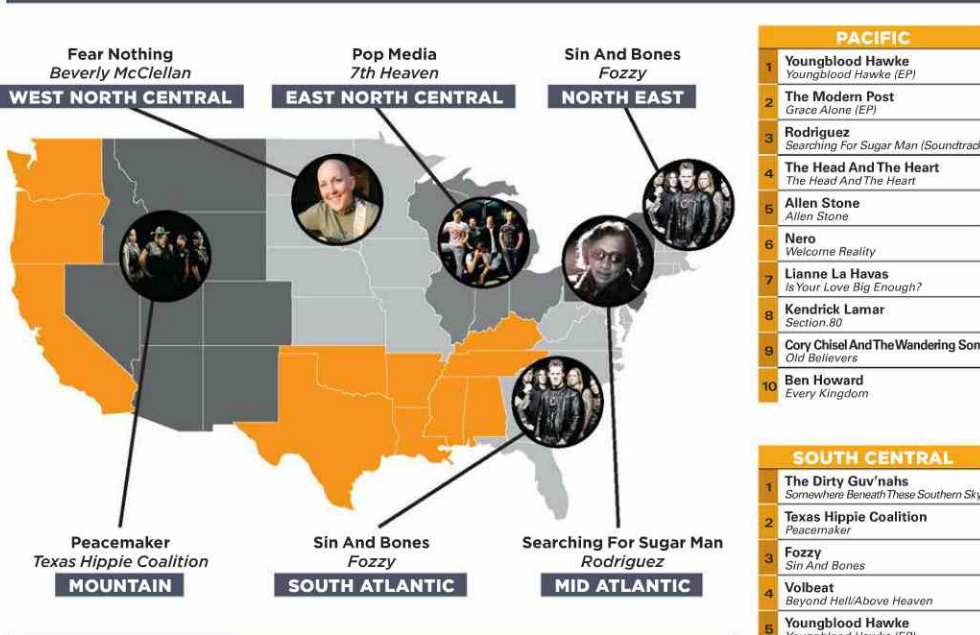 Fear Nothing
Beverly McClellan
WEST NORTH CENTRAL
Pop Media
7th Heaven
EAST NORTH CENTRAL
Sin And Bones
Fozzy
NORTH EAST
Peacemaker
Texas Hippie Coalition
MOUNTAIN
Sin And Bones
Fozzy
SOUTH ATLANTIC
Searching For Sugar Man
Rodriguez
MID ATLANTIC
PACIFIC
1 Youngblood Hawke
Youngblood Hawke (EP)
2 The Modern Post
Grace Alone (EP)
3 Rodriguez
Searching For Sugar Man (Soundtrac
4 The Head And The Heart
The Head And The Heart
5 Allen Stone
Allen Stone
6 Nero
Welcome Reality
7 Lianne La Havas
Is Your Love Big Enough?
8 Kendrick Lamar
Section.80
9 Cory Chisel And The Wandering Son
Old Believers
10 Ben Howard
Every Kingdom
SOUTH CENTRAL
1 The Dirty Guv'nahs
Somewhere Beneath These Southern Sky
2 Texas Hippie Coalition
Peacemaker
3 Fozzy
Sin And Bones
4 Volbeat
Beyond Hell/Above Heaven
5 Youngblood Hawke
Youngblood Hawke (EP)